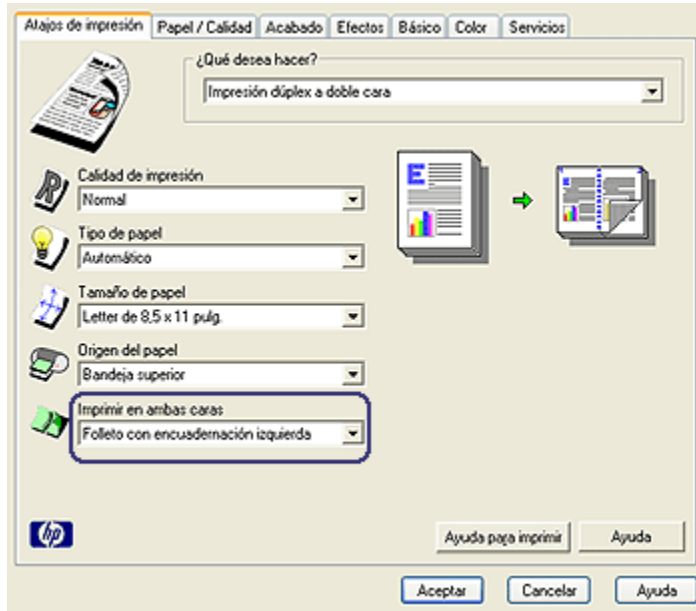 Atajos de impresión Papel / Calidad Acabado Efectos Básico Color Servicios
¿Qué desea hacer?
Impresión dúplex a doble cara
Calidad de impresión
Normal
Tipo de papel
Automático
Tamaño de papel
Letter de 8,5 x 11 pulg.
Origen del papel
Bandeja superior
Imprimir en ambas caras
Folleto con encuadernación izquierda
hp
Ayuda para imprimir Ayuda
Aceptar Cancelar Ayuda